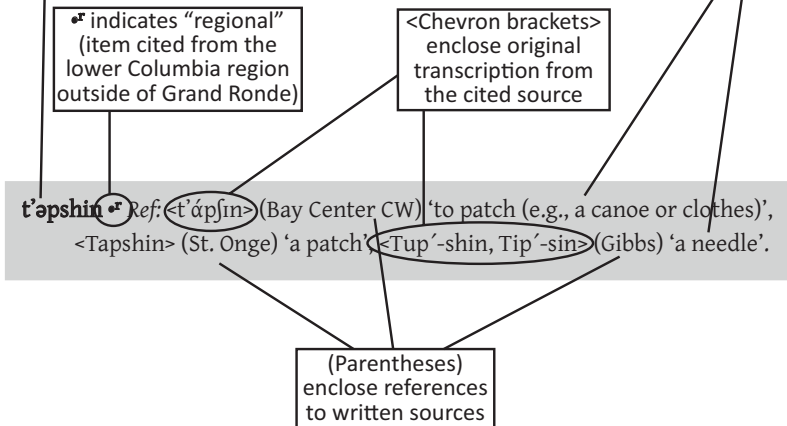 •r indicates “regional”
(item cited from the
lower Columbia region
outside of Grand Ronde)
<Chevron brackets>
enclose original
transcription from
the cited source
t’əpshin •r Ref: <t’ápʃɪn> (Bay Center CW) ‘to patch (e.g., a canoe or clothes)’,
<Tapshin> (St. Onge) ‘a patch’, <Tup´-shin, Tip´-sin> (Gibbs) ‘a needle’.
(Parentheses)
enclose references
to written sources